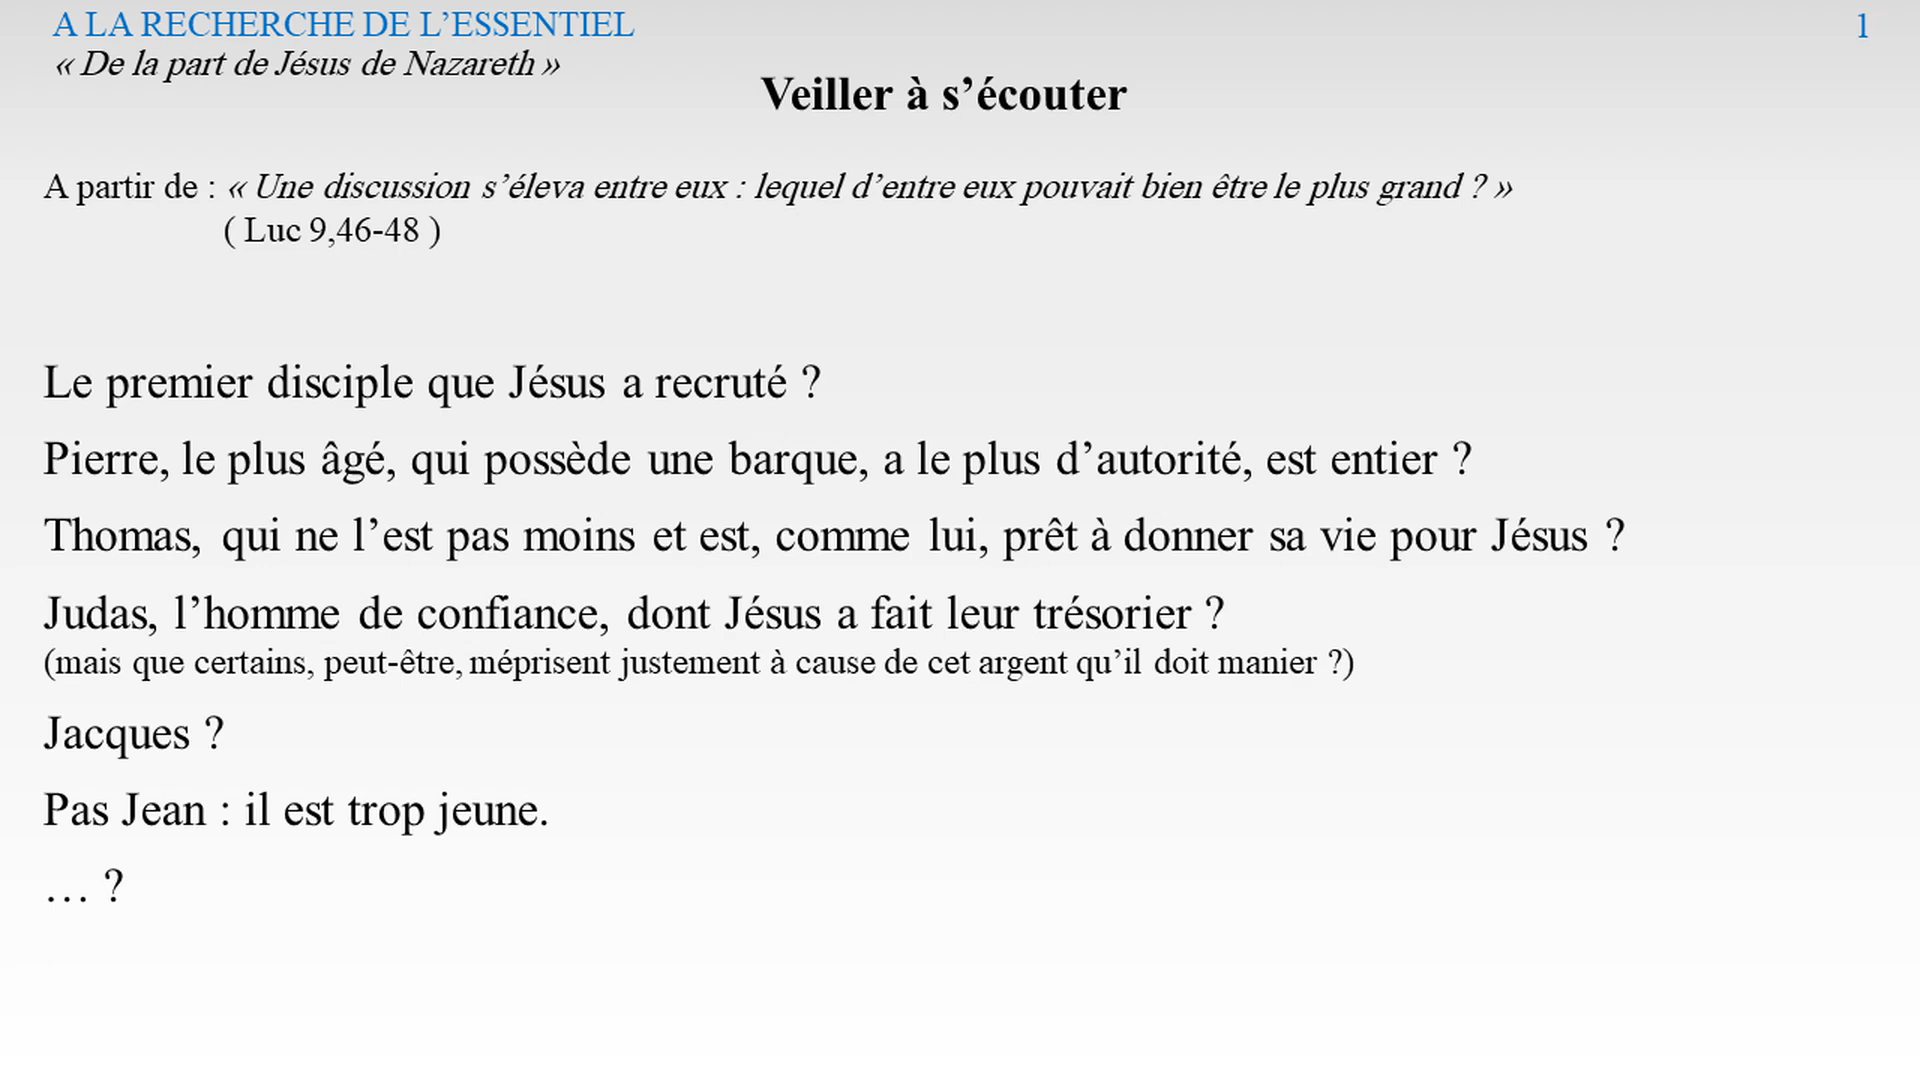 A LA RECHERCHE DE L’ESSENTIEL
1
« De la part de Jésus de Nazareth »
Veiller à s’écouter
A partir de : « Une discussion s’éleva entre eux : lequel d’entre eux pouvait bien être le plus grand ? »
( Luc 9,46-48 )
Le premier disciple que Jésus a recruté ?
Pierre, le plus âgé, qui possède une barque, a le plus d’autorité, est entier ?
Thomas, qui ne l’est pas moins et est, comme lui, prêt à donner sa vie pour Jésus ?
Judas, l’homme de confiance, dont Jésus a fait leur trésorier ?
(mais que certains, peut-être, méprisent justement à cause de cet argent qu’il doit manier ?)
Jacques ?
Pas Jean : il est trop jeune.
… ?